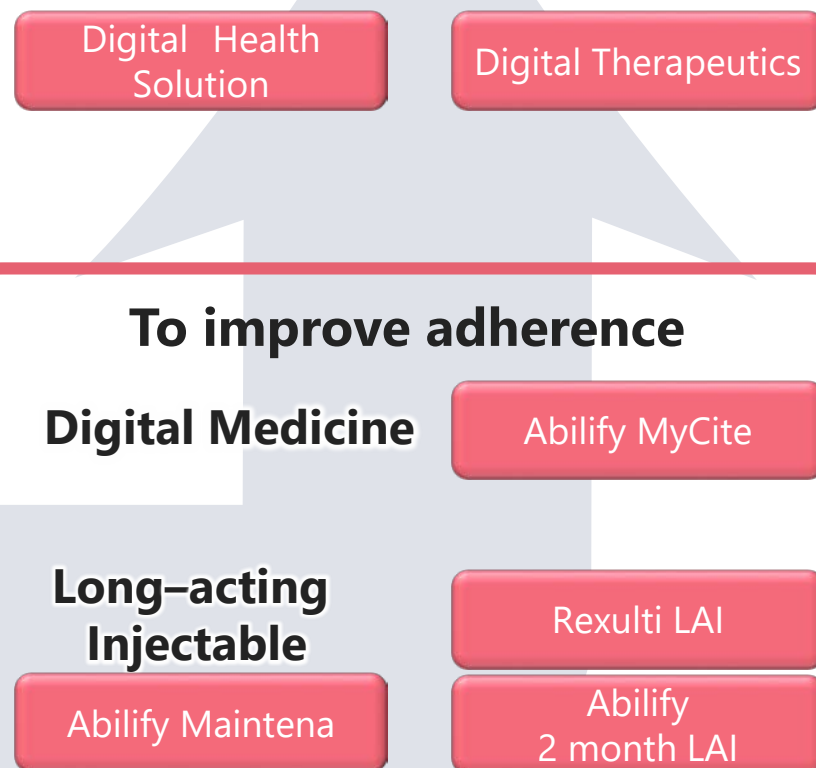 Digital Health
Solution
Digital Therapeutics
To improve adherence
Digital Medicine
Abilify MyCite
Long–acting
Injectable
Rexulti LAI
Abilify Maintena
Abilify
2 month LAI